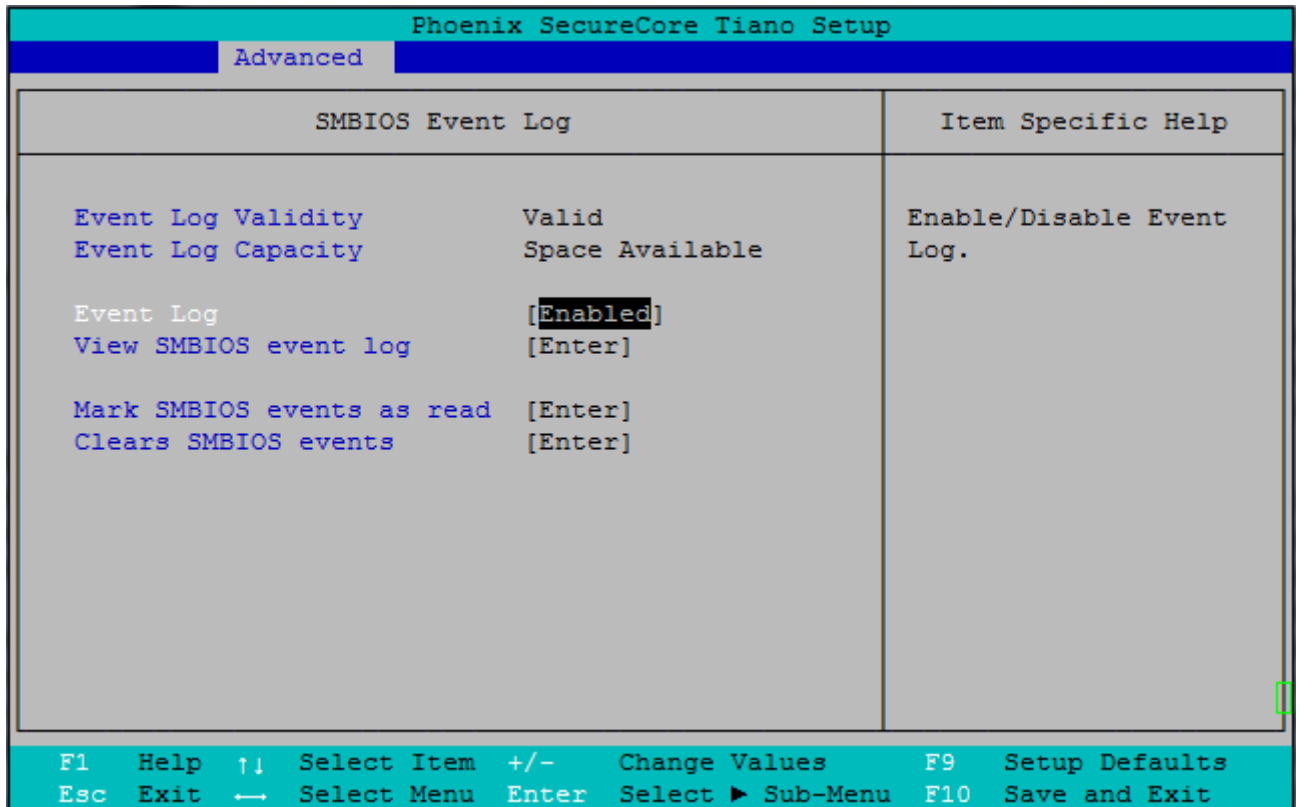 Phoenix SecureCore Tiano Setup
Advanced
SMBIOS Event Log
Item Specific Help
Event Log Validity Valid
Event Log Capacity Space Available
Event Log [Enabled]
View SMBIOS event log [Enter]
Mark SMBIOS events as read [Enter]
Clears SMBIOS events [Enter]
Enable/Disable Event
Log.
F1 Help ↑↓ Select Item +/- Change Values F9 Setup Defaults
Esc Exit ←→ Select Menu Enter Select ▶ Sub-Menu F10 Save and Exit